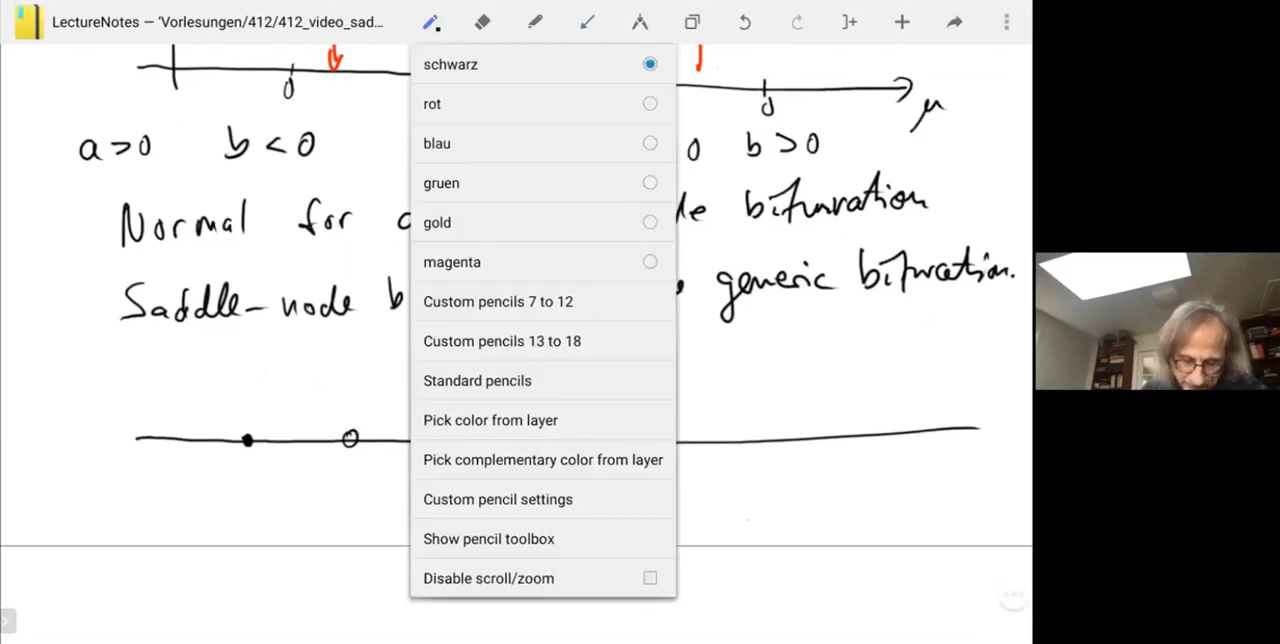 LectureNotes — ‘Vorlesungen/412/412_video_sad…
schwarz
rot
blau
gruen
gold
magenta
Custom pencils 7 to 12
Custom pencils 13 to 18
Standard pencils
Pick color from layer
Pick complementary color from layer
Custom pencil settings
Show pencil toolbox
Disable scroll/zoom
0 0 μ
a > 0 b < 0 0 b > 0
Normal for bifurvation
Saddle-node b generic bifurcation.